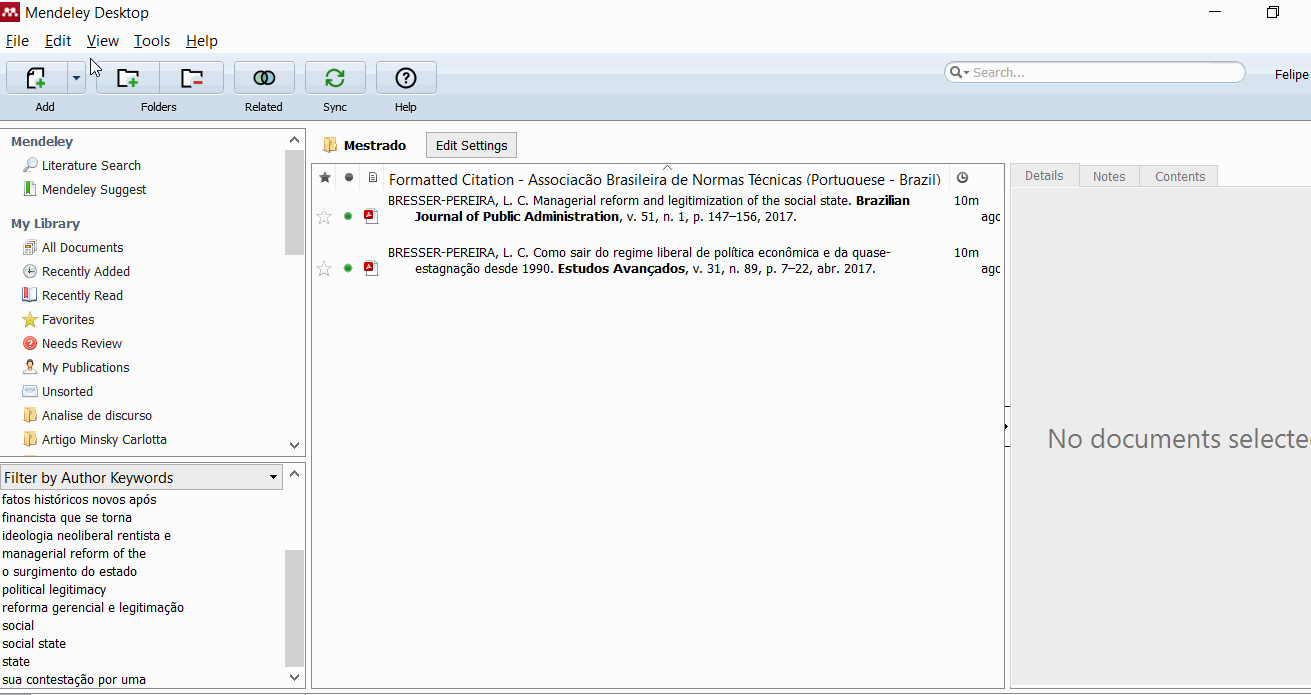 Mendeley Desktop
File Edit View Tools Help
Search...
Felipe
Add Folders Related Sync Help
Mendeley
Literature Search
Mendeley Suggest
My Library
All Documents
Recently Added
Recently Read
Favorites
Needs Review
My Publications
Unsorted
Analise de discurso
Artigo Minsky Carlotta
Filter by Author Keywords
fatos históricos novos após
financista que se torna
ideologia neoliberal rentista e
managerial reform of the
o surgimento do estado
political legitimacy
reforma gerencial e legitimação
social
social state
state
sua contestação por uma
Mestrado Edit Settings
Formatted Citation - Associação Brasileira de Normas Técnicas (Portuguese - Brazil)
BRESSER-PEREIRA, L. C. Managerial reform and legitimization of the social state. Brazilian
Journal of Public Administration, v. 51, n. 1, p. 147–156, 2017.
10m
ago
BRESSER-PEREIRA, L. C. Como sair do regime liberal de política econômica e da quase-
estagnação desde 1990. Estudos Avançados, v. 31, n. 89, p. 7–22, abr. 2017.
10m
ago
Details Notes Contents
No documents selecte